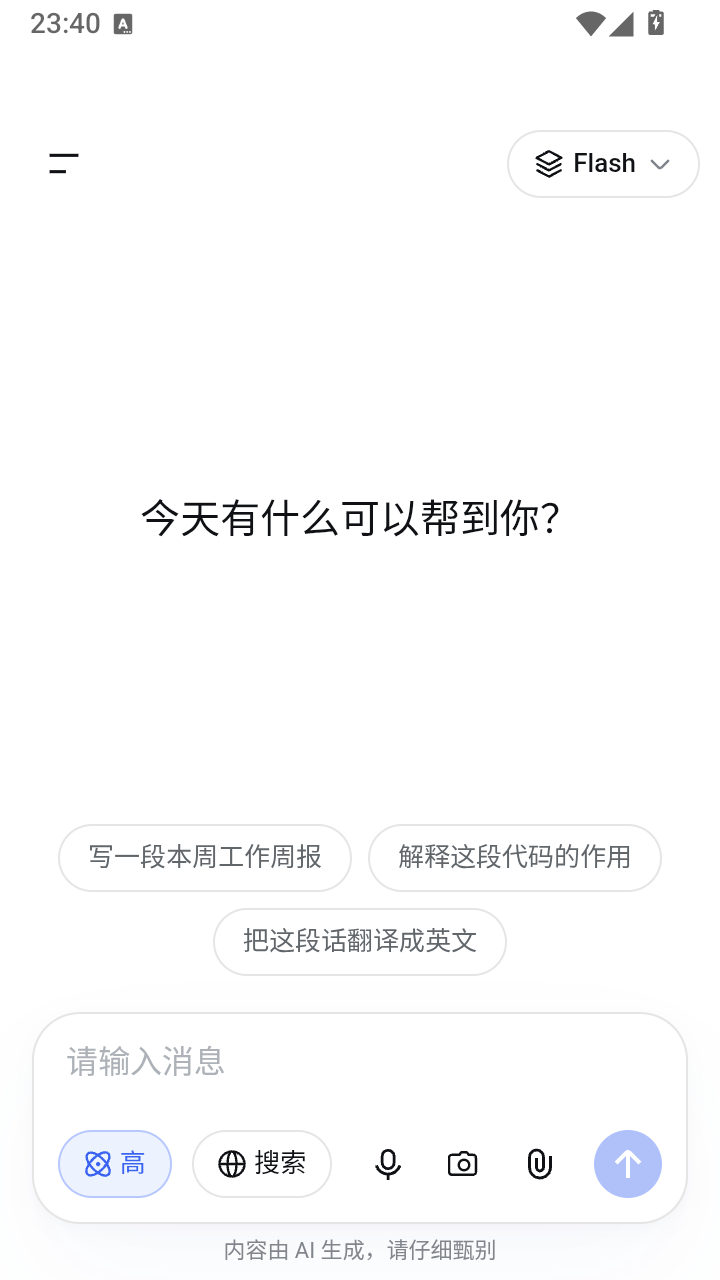 23:40
Flash
今天有什么可以帮到你？
写一段本周工作周报
解释这段代码的作用
把这段话翻译成英文
请输入消息
高 搜索
内容由 AI 生成，请仔细甄别